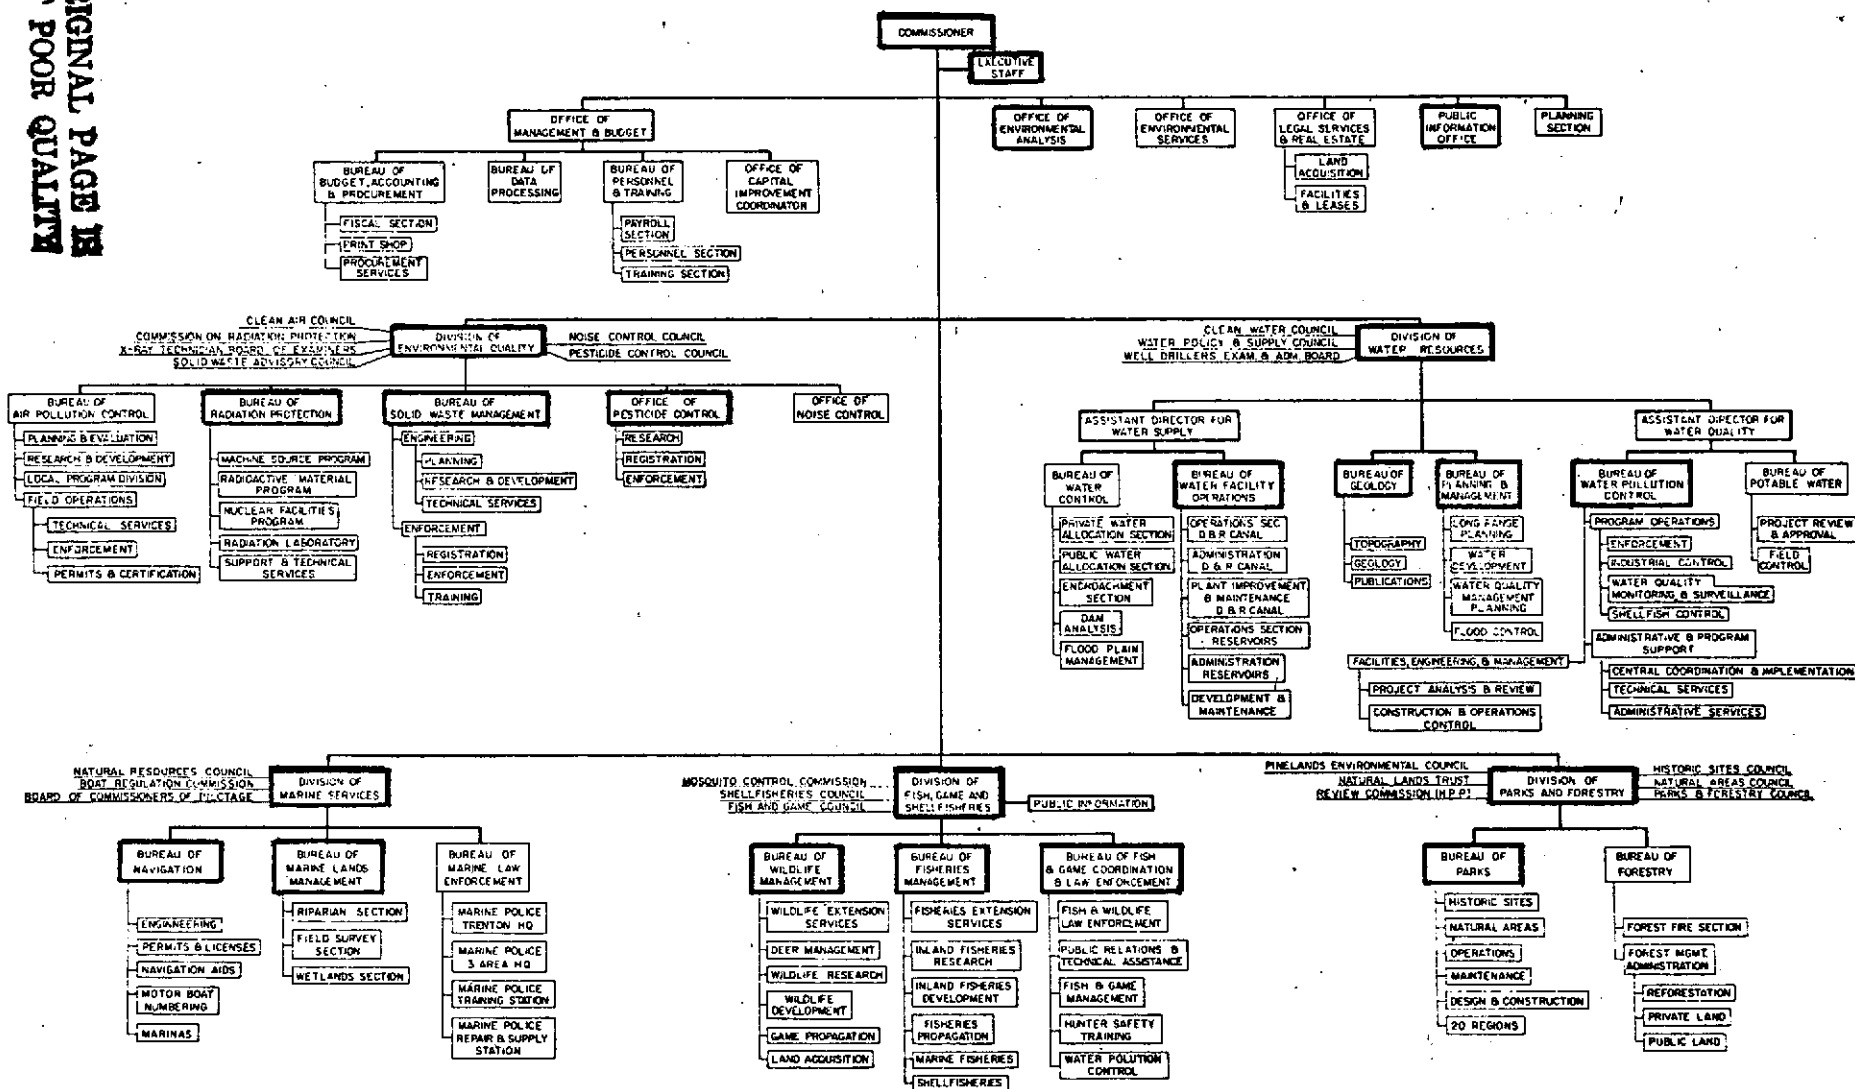 ORIGINAL PAGE IS
OF POOR QUALITY
COMMISSIONER
EXECUTIVE
STAFF
OFFICE OF
MANAGEMENT & BUDGET
OFFICE OF
ENVIRONMENTAL
ANALYSIS
OFFICE OF
ENVIRONMENTAL
SERVICES
OFFICE OF
LEGAL SERVICES
& REAL ESTATE
PUBLIC
INFORMATION
OFFICE
PLANNING
SECTION
LAND
ACQUISITION
FACILITIES
& LEASES
BUREAU OF
BUDGET, ACCOUNTING
& PROCUREMENT
BUREAU OF
DATA
PROCESSING
BUREAU OF
PERSONNEL
& TRAINING
OFFICE OF
CAPITAL
IMPROVEMENT
COORDINATOR
FISCAL SECTION
PRINT SHOP
PROCUREMENT
SERVICES
PAYROLL
SECTION
PERSONNEL SECTION
TRAINING SECTION
CLEAN AIR COUNCIL
COMMISSION ON RADIATION PROTECTION
X-RAY TECHNICIAN BOARD OF EXAMINERS
SOLID WASTE ADVISORY COUNCIL
DIVISION OF
ENVIRONMENTAL QUALITY
NOISE CONTROL COUNCIL
PESTICIDE CONTROL COUNCIL
CLEAN WATER COUNCIL
WATER POLICY & SUPPLY COUNCIL
WELL DRILLERS EXAM. & ADM. BOARD
DIVISION OF
WATER RESOURCES
BUREAU OF
AIR POLLUTION CONTROL
PLANNING & EVALUATION
RESEARCH & DEVELOPMENT
LOCAL PROGRAM DIVISION
FIELD OPERATIONS
TECHNICAL SERVICES
ENFORCEMENT
PERMITS & CERTIFICATION
BUREAU OF
RADIATION PROTECTION
MACHINE SOURCE PROGRAM
RADIOACTIVE MATERIAL
PROGRAM
NUCLEAR FACILITIES
PROGRAM
RADIATION LABORATORY
SUPPORT & TECHNICAL
SERVICES
BUREAU OF
SOLID WASTE MANAGEMENT
ENGINEERING
PLANNING
RESEARCH & DEVELOPMENT
TECHNICAL SERVICES
ENFORCEMENT
REGISTRATION
ENFORCEMENT
TRAINING
OFFICE OF
PESTICIDE CONTROL
RESEARCH
REGISTRATION
ENFORCEMENT
OFFICE OF
NOISE CONTROL
ASSISTANT DIRECTOR FOR
WATER SUPPLY
BUREAU OF
WATER
CONTROL
PRIVATE WATER
ALLOCATION SECTION
PUBLIC WATER
ALLOCATION SECTION
ENCROACHMENT
SECTION
DAM
ANALYSIS
FLOOD PLAIN
MANAGEMENT
BUREAU OF
WATER FACILITY
OPERATIONS
OPERATIONS SEC.
D & R CANAL
ADMINISTRATION
D & R CANAL
PLANT IMPROVEMENT
& MAINTENANCE
D & R CANAL
OPERATIONS SECTION
RESERVOIRS
ADMINISTRATION
RESERVOIRS
DEVELOPMENT &
MAINTENANCE
BUREAU OF
GEOLOGY
TOPOGRAPHY
GEOLOGY
PUBLICATIONS
BUREAU OF
PLANNING &
MANAGEMENT
LONG RANGE
PLANNING
WATER
DEVELOPMENT
WATER QUALITY
MANAGEMENT
PLANNING
FLOOD CONTROL
ASSISTANT DIRECTOR FOR
WATER QUALITY
BUREAU OF
WATER POLLUTION
CONTROL
PROGRAM OPERATIONS
ENFORCEMENT
INDUSTRIAL CONTROL
WATER QUALITY
MONITORING & SURVEILLANCE
SHELLFISH CONTROL
ADMINISTRATIVE & PROGRAM
SUPPORT
FACILITIES, ENGINEERING, & MANAGEMENT
PROJECT ANALYSIS & REVIEW
CONSTRUCTION & OPERATIONS
CONTROL
CENTRAL COORDINATION & IMPLEMENTATION
TECHNICAL SERVICES
ADMINISTRATIVE SERVICES
BUREAU OF
POTABLE WATER
PROJECT REVIEW
& APPROVAL
FIELD
CONTROL
NATURAL RESOURCES COUNCIL
BOAT REGULATION COMMISSION
BOARD OF COMMISSIONERS OF PILOTAGE
DIVISION OF
MARINE SERVICES
BUREAU OF
NAVIGATION
ENGINEERING
PERMITS & LICENSES
NAVIGATION AIDS
MOTOR BOAT
NUMBERING
MARINAS
BUREAU OF
MARINE LANDS
MANAGEMENT
RIPARIAN SECTION
FIELD SURVEY
SECTION
WETLANDS SECTION
BUREAU OF
MARINE LAW
ENFORCEMENT
MARINE POLICE
TRENTON HQ
MARINE POLICE
3 AREA HQ
MARINE POLICE
TRAINING STATION
MARINE POLICE
REPAIR & SUPPLY
STATION
MOSQUITO CONTROL COMMISSION
SHELLFISHERIES COUNCIL
FISH AND GAME COUNCIL
DIVISION OF
FISH, GAME AND
SHELLFISHERIES
PUBLIC INFORMATION
BUREAU OF
WILDLIFE
MANAGEMENT
WILDLIFE EXTENSION
SERVICES
DEER MANAGEMENT
WILDLIFE RESEARCH
WILDLIFE
DEVELOPMENT
GAME PROPAGATION
LAND ACQUISITION
BUREAU OF
FISHERIES
MANAGEMENT
FISHERIES EXTENSION
SERVICES
INLAND FISHERIES
RESEARCH
INLAND FISHERIES
DEVELOPMENT
FISHERIES
PROPAGATION
MARINE FISHERIES
SHELLFISHERIES
BUREAU OF FISH
& GAME COORDINATION
& LAW ENFORCEMENT
FISH & WILDLIFE
LAW ENFORCEMENT
PUBLIC RELATIONS &
TECHNICAL ASSISTANCE
FISH & GAME
MANAGEMENT
HUNTER SAFETY
TRAINING
WATER POLUTION
CONTROL
PINELANDS ENVIRONMENTAL COUNCIL
NATURAL LANDS TRUST
REVIEW COMMISSION (H.P.P.)
DIVISION OF
PARKS AND FORESTRY
HISTORIC SITES COUNCIL
NATURAL AREAS COUNCIL
PARKS & FORESTRY COUNCIL
BUREAU OF
PARKS
HISTORIC SITES
NATURAL AREAS
OPERATIONS
MAINTENANCE
DESIGN & CONSTRUCTION
20 REGIONS
BUREAU OF
FORESTRY
FOREST FIRE SECTION
FOREST MGMT.
ADMINISTRATION
REFORESTATION
PRIVATE LAND
PUBLIC LAND